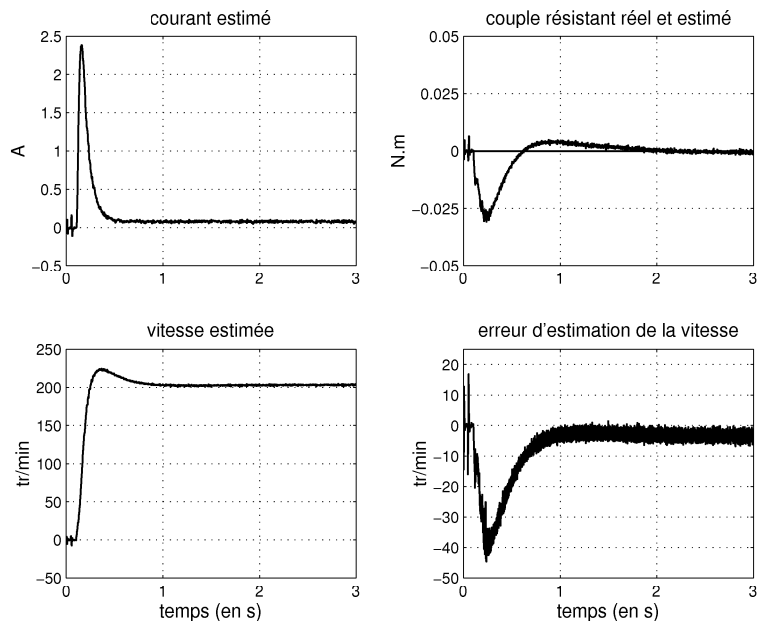 courant estimé
2.5
2
1.5
1
0.5
0
−0.5
A
0 1 2 3
couple résistant réel et estimé
0.05
0.025
0
−0.025
−0.05
N.m
0 1 2 3
vitesse estimée
250
200
150
100
50
0
−50
tr/min
0 1 2 3
temps (en s)
erreur d'estimation de la vitesse
20
10
0
−10
−20
−30
−40
−50
tr/min
0 1 2 3
temps (en s)